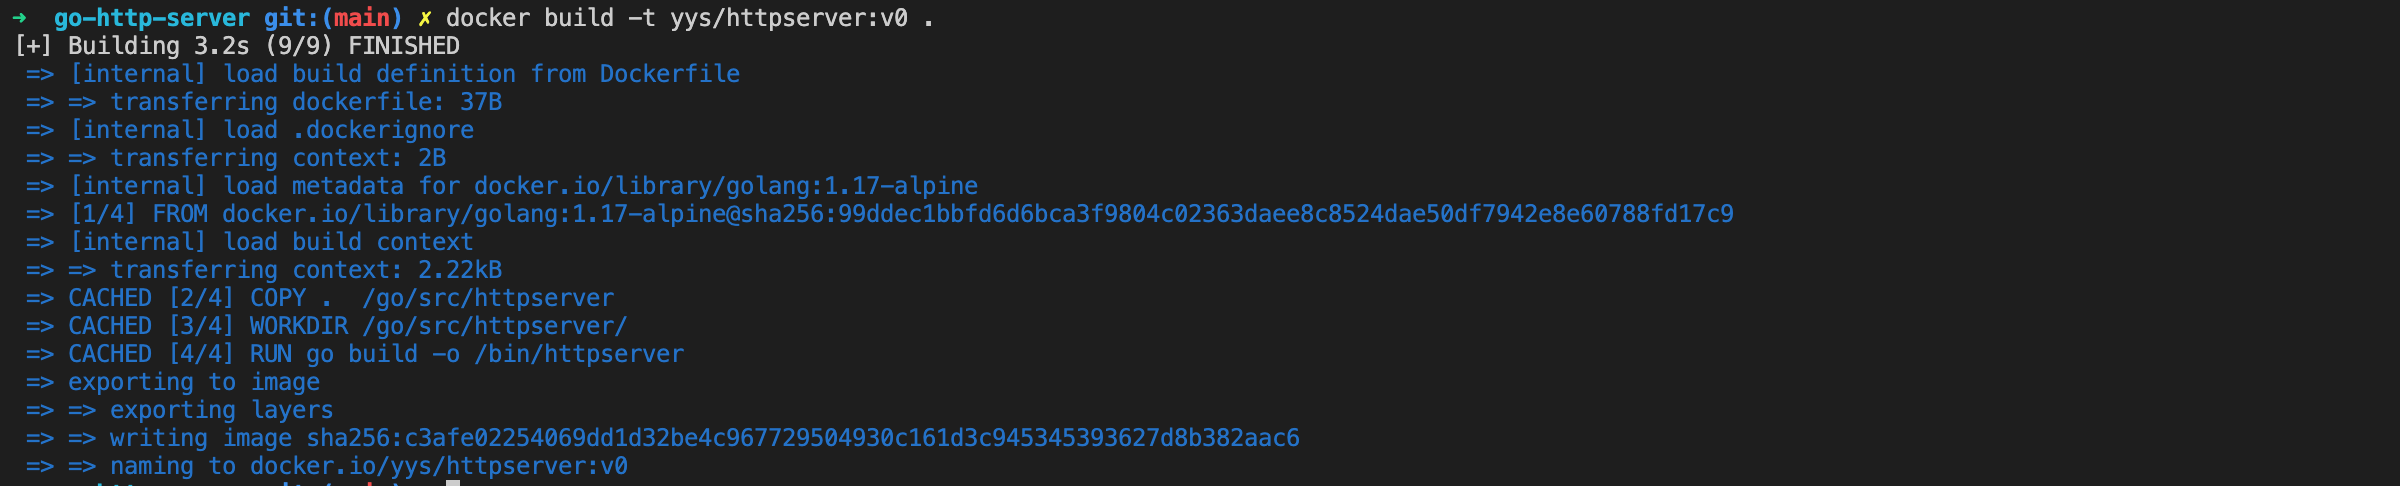 ➜ go-http-server git:(main) ✗ docker build -t yys/httpserver:v0 .
[+] Building 3.2s (9/9) FINISHED
=> [internal] load build definition from Dockerfile
=> => transferring dockerfile: 37B
=> [internal] load .dockerignore
=> => transferring context: 2B
=> [internal] load metadata for docker.io/library/golang:1.17-alpine
=> [1/4] FROM docker.io/library/golang:1.17-alpine@sha256:99ddec1bbfd6d6bca3f9804c02363daee8c8524dae50df7942e8e60788fd17c9
=> [internal] load build context
=> => transferring context: 2.22kB
=> CACHED [2/4] COPY .  /go/src/httpserver
=> CACHED [3/4] WORKDIR /go/src/httpserver/
=> CACHED [4/4] RUN go build -o /bin/httpserver
=> exporting to image
=> => exporting layers
=> => writing image sha256:c3afe02254069dd1d32be4c967729504930c161d3c945345393627d8b382aac6
=> => naming to docker.io/yys/httpserver:v0